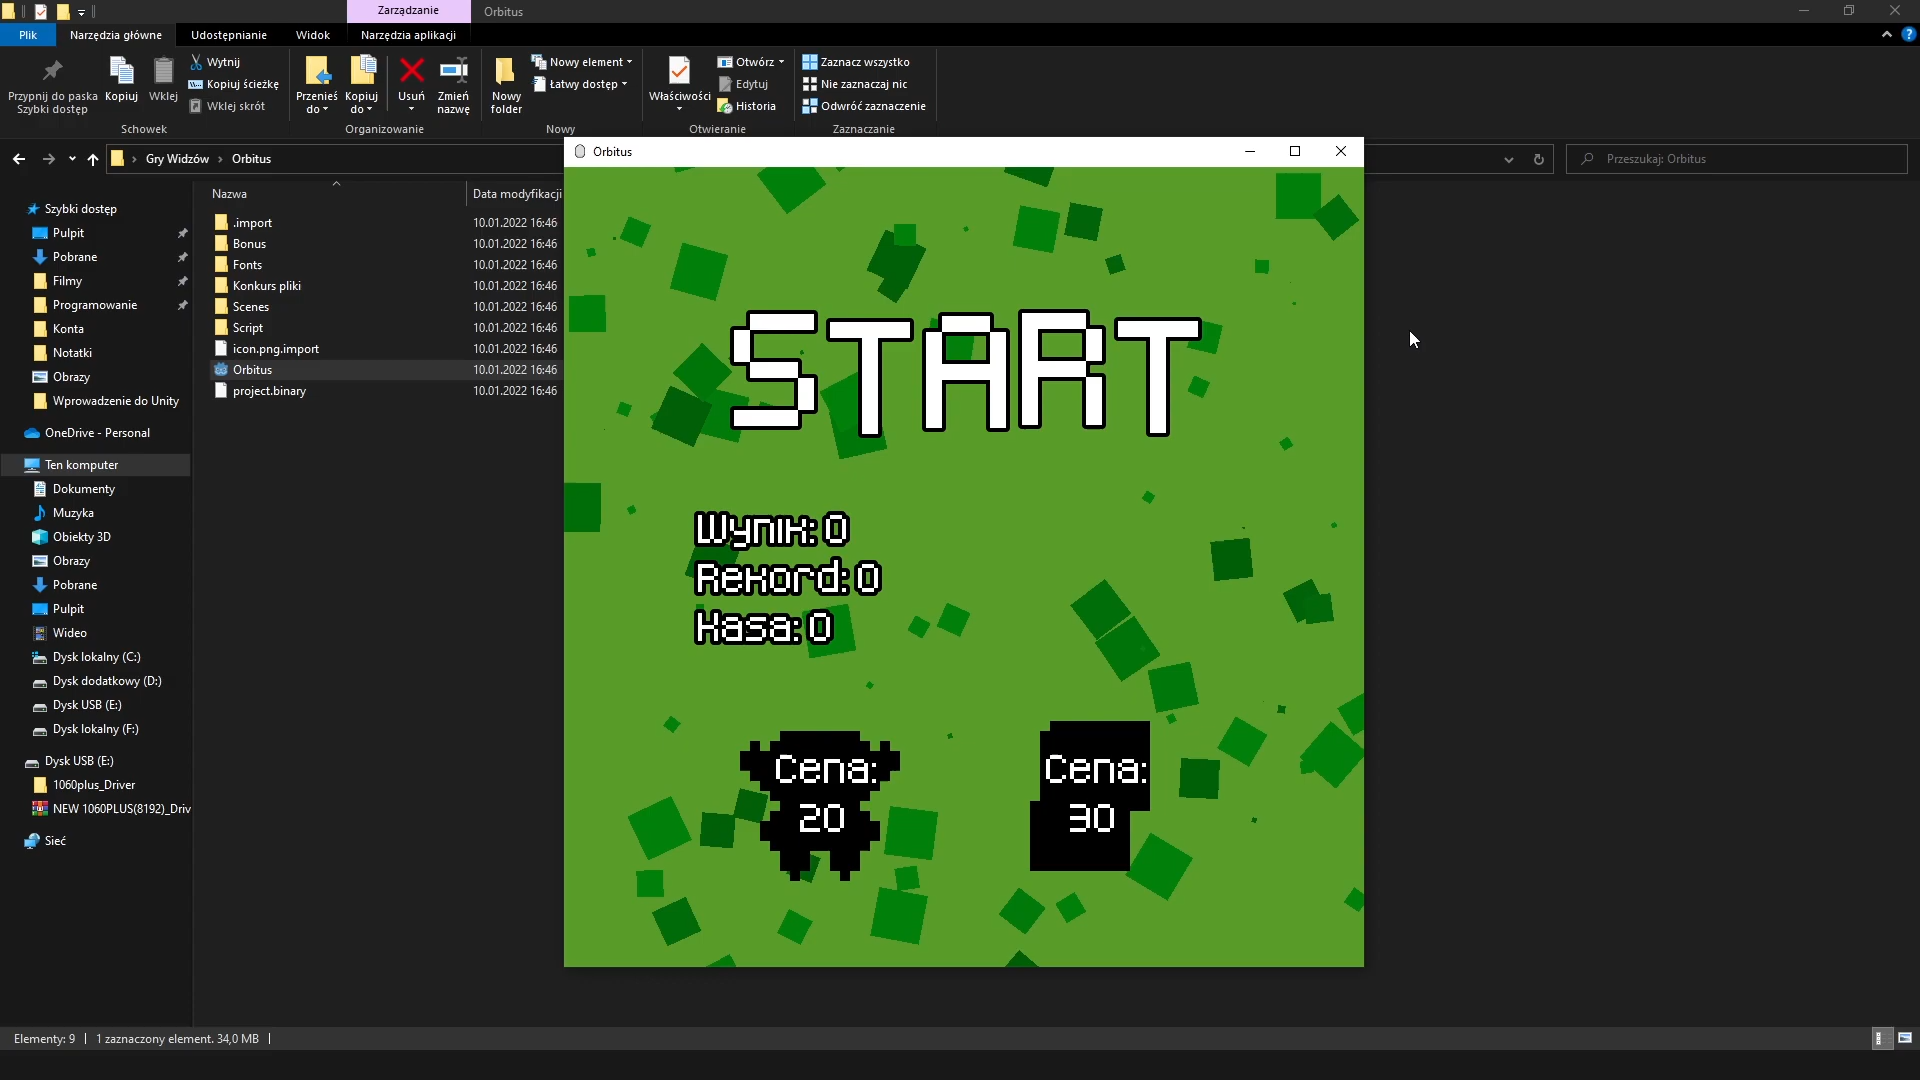 Zarządzanie
Orbitus
Plik
Narzędzia główne
Udostępnianie
Widok
Narzędzia aplikacji
Przypnij do paska
Szybki dostęp
Kopiuj
Wklej
Wytnij
Kopiuj ścieżkę
Wklej skrót
Schowek
Przenieś
do
Kopiuj
do
Usuń
Zmień
nazwę
Organizowanie
Nowy
folder
Nowy element
Łatwy dostęp
Nowy
Właściwości
Otwórz
Edytuj
Historia
Otwieranie
Zaznacz wszystko
Nie zaznaczaj nic
Odwróć zaznaczenie
Zaznaczanie
Gry Widzów
Orbitus
Przeszukaj: Orbitus
Szybki dostęp
Pulpit
Pobrane
Filmy
Programowanie
Konta
Notatki
Obrazy
Wprowadzenie do Unity
OneDrive - Personal
Ten komputer
Dokumenty
Muzyka
Obiekty 3D
Obrazy
Pobrane
Pulpit
Wideo
Dysk lokalny (C:)
Dysk dodatkowy (D:)
Dysk USB (E:)
Dysk lokalny (F:)
Dysk USB (E:)
1060plus_Driver
NEW 1060PLUS(8192)_Driv
Sieć
Nazwa
Data modyfikacji
.import 10.01.2022 16:46
Bonus 10.01.2022 16:46
Fonts 10.01.2022 16:46
Konkurs pliki 10.01.2022 16:46
Scenes 10.01.2022 16:46
Script 10.01.2022 16:46
icon.png.import 10.01.2022 16:46
Orbitus 10.01.2022 16:46
project.binary 10.01.2022 16:46
Orbitus
START
Wynik: 0
Rekord: 0
Kasa: 0
Cena:
20
Cena:
30
Elementy: 9
1 zaznaczony element. 34,0 MB